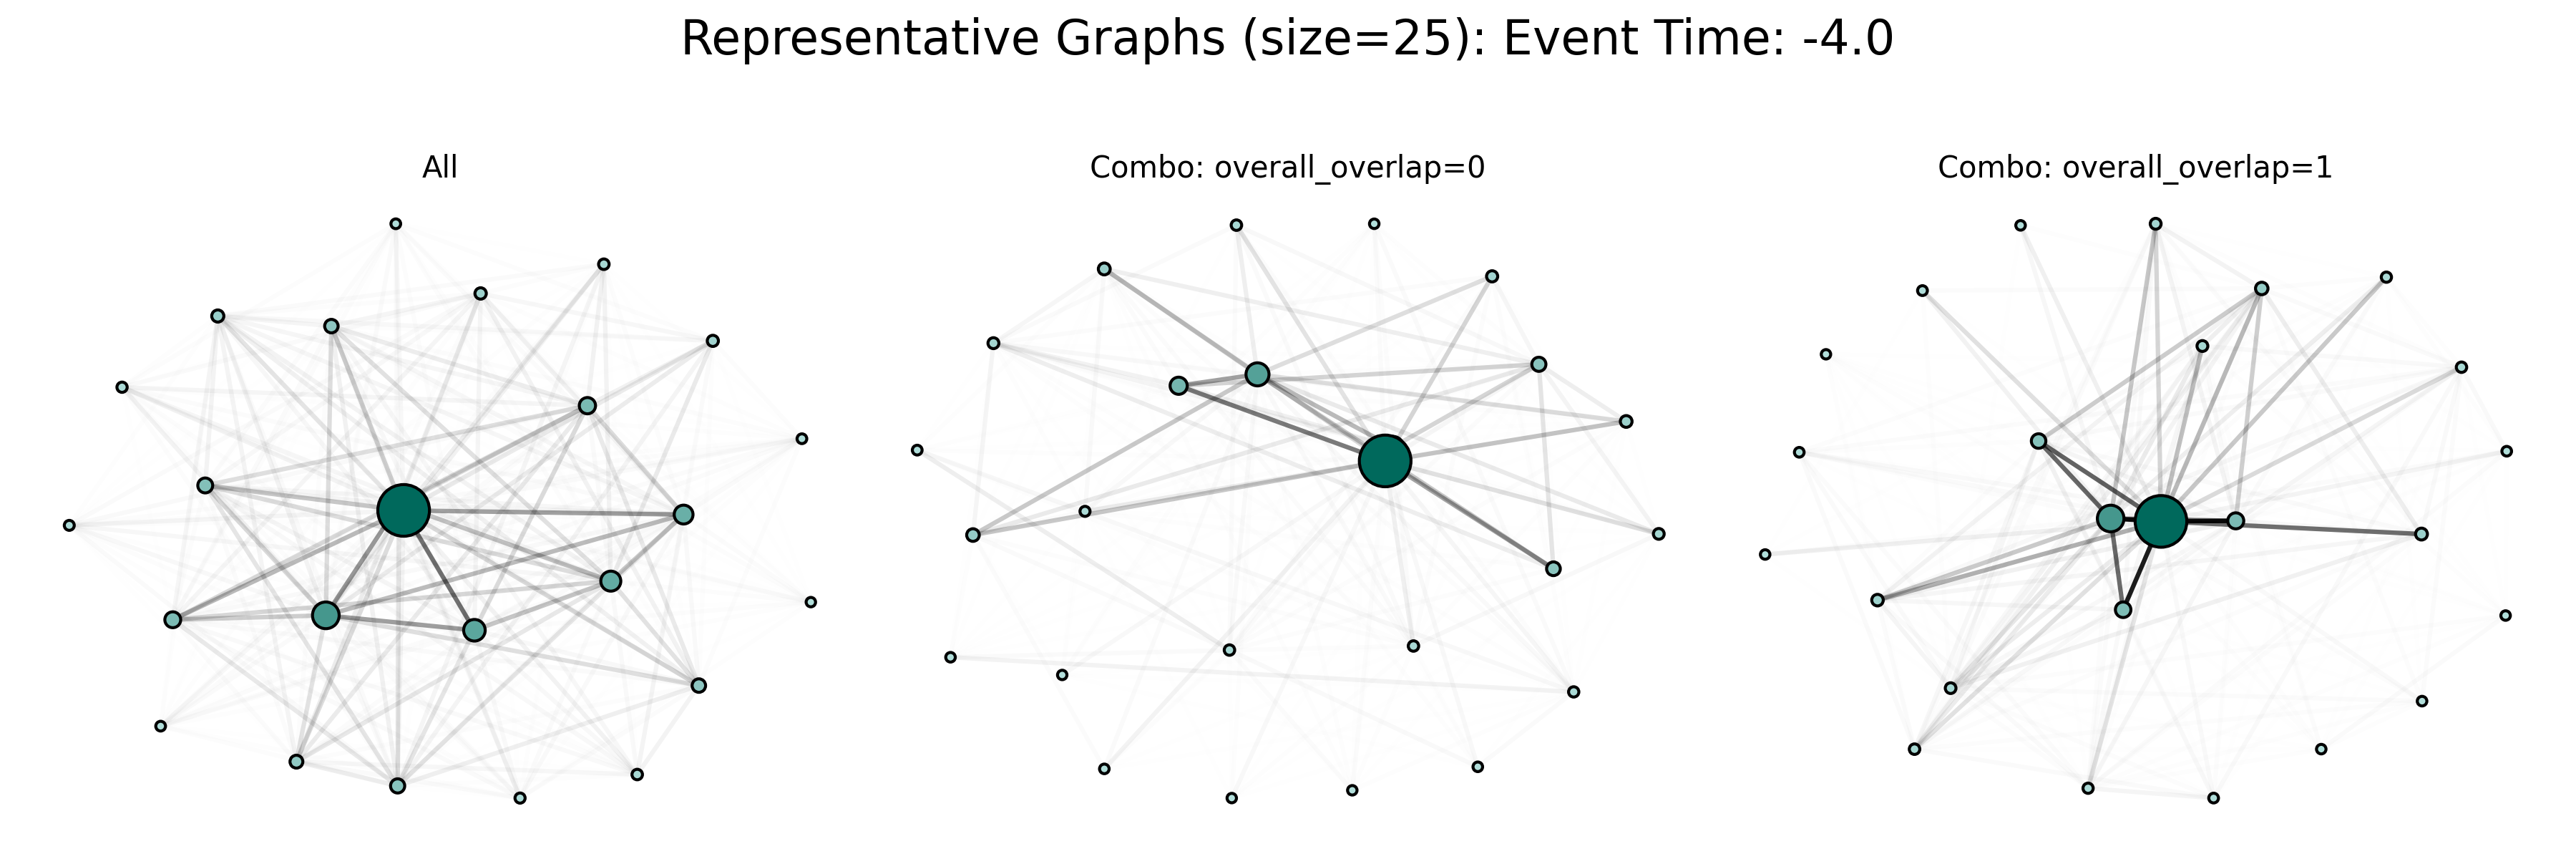 Representative Graphs (size=25): Event Time: -4.0
All
Combo: overall_overlap=0
Combo: overall_overlap=1